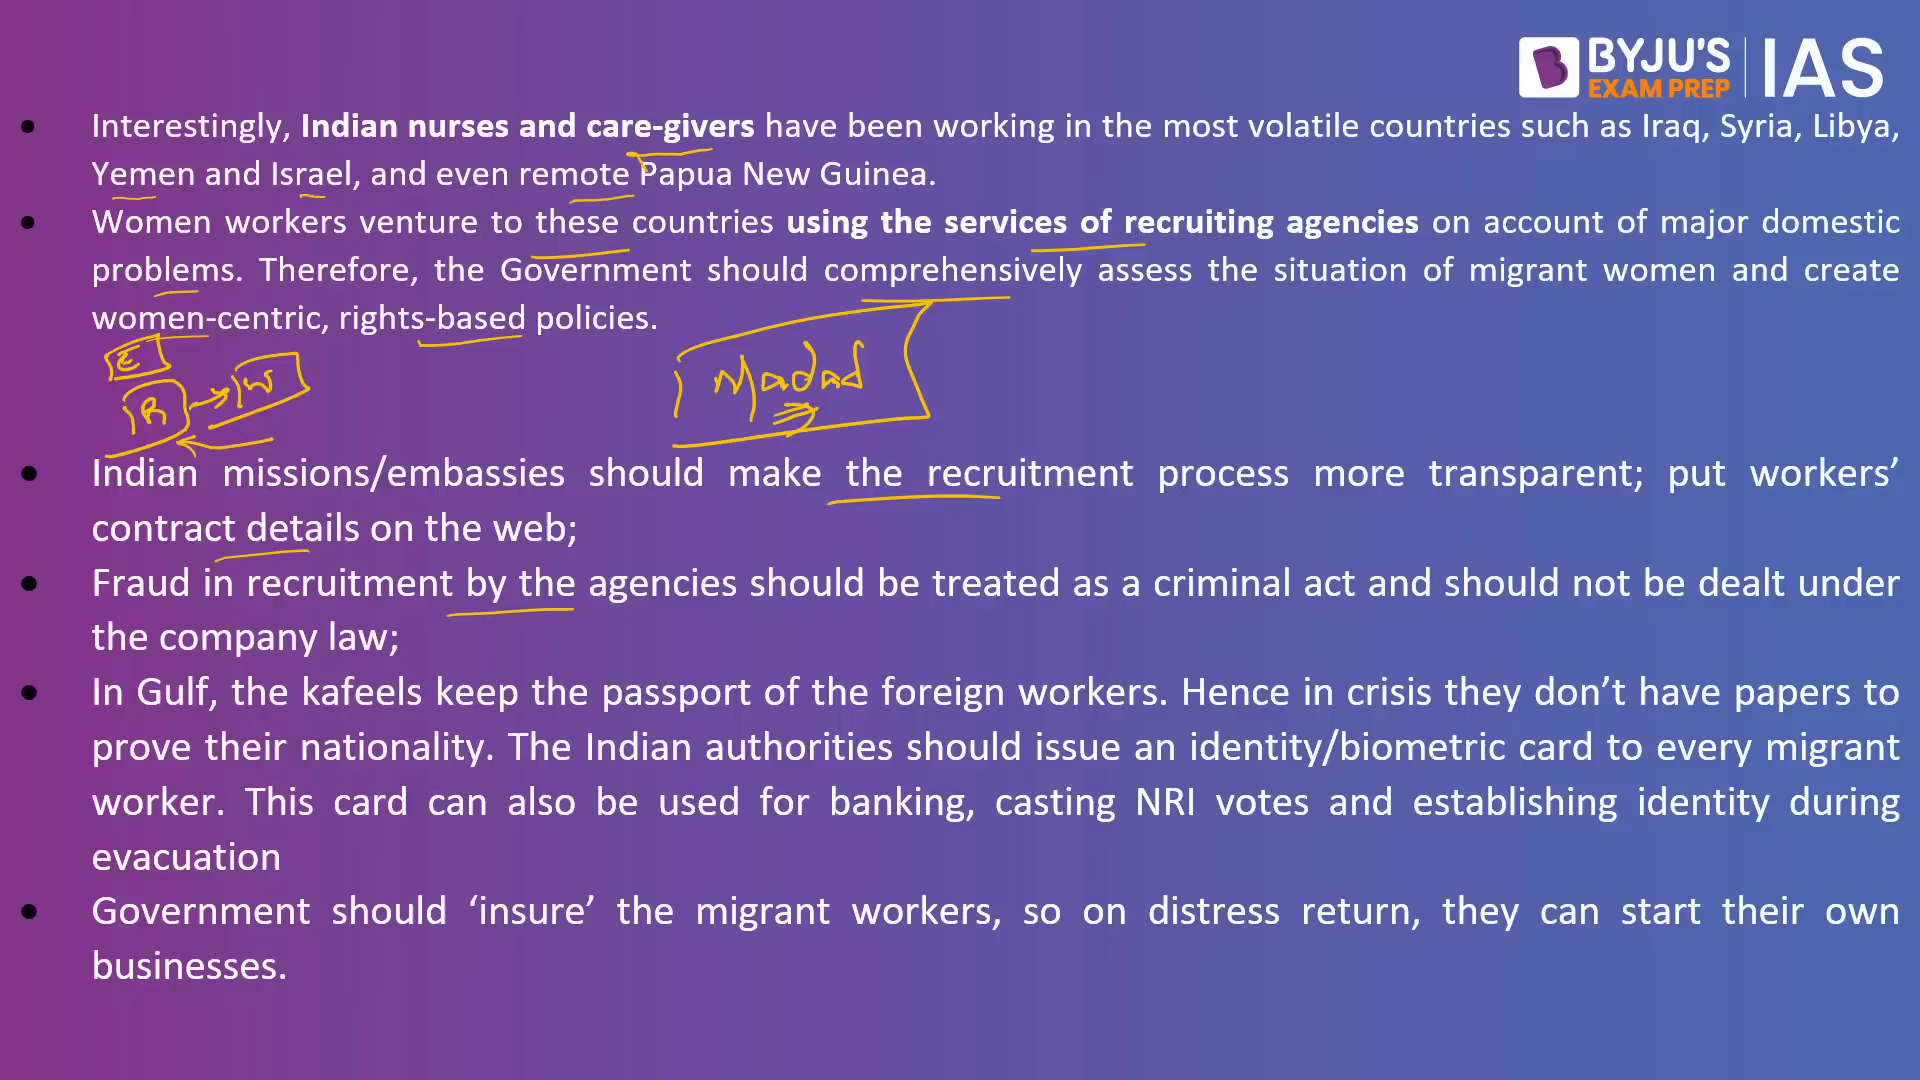 BYJU'S
EXAM PREP
IAS
Interestingly, Indian nurses and care-givers have been working in the most volatile countries such as Iraq, Syria, Libya,
Yemen and Israel, and even remote Papua New Guinea.
Women workers venture to these countries using the services of recruiting agencies on account of major domestic
problems. Therefore, the Government should comprehensively assess the situation of migrant women and create
women-centric, rights-based policies.
E
R → W
Madad
Indian missions/embassies should make the recruitment process more transparent; put workers’
contract details on the web;
Fraud in recruitment by the agencies should be treated as a criminal act and should not be dealt under
the company law;
In Gulf, the kafeels keep the passport of the foreign workers. Hence in crisis they don’t have papers to
prove their nationality. The Indian authorities should issue an identity/biometric card to every migrant
worker. This card can also be used for banking, casting NRI votes and establishing identity during
evacuation
Government should ‘insure’ the migrant workers, so on distress return, they can start their own
businesses.